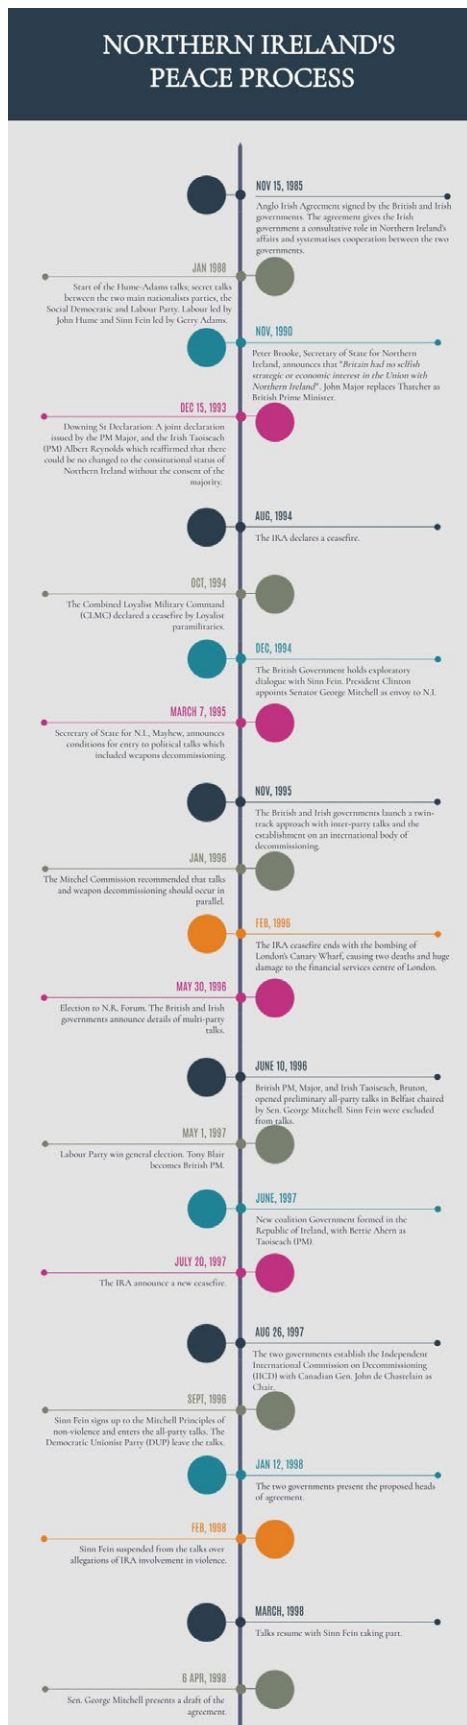 NORTHERN IRELAND'S
PEACE PROCESS
NOV 15, 1985
Anglo Irish Agreement signed by the British and Irish
governments. The agreement gives the Irish
government a consultative role in Northern Ireland's
affairs and systematises cooperation between the two
governments.
JAN 1988
Start of the Hume-Adams talks; secret talks
between the two main nationalists parties, the
Social Democratic and Labour Party. Labour led by
John Hume and Sinn Fein led by Gerry Adams.
NOV, 1990
Peter Brooke, Secretary of State for Northern
Ireland, announces that "Britain had no selfish
strategic or economic interest in the Union with
Northern Ireland". John Major replaces Thatcher as
British Prime Minister.
DEC 15, 1993
Downing St Declaration: A joint declaration
issued by the PM Major, and the Irish Taoiseach
(PM) Albert Reynolds which reaffirmed that there
could be no changed to the consitutional status of
Northern Ireland without the consent of the
majority.
AUG, 1994
The IRA declares a ceasefire.
OCT, 1994
The Combined Loyalist Military Command
(CLMC) declared a ceasefire by Loyalist
paramilitaries.
DEC, 1994
The British Government holds exploratory
dialogue with Sinn Fein. President Clinton
appoints Senator George Mitchell as envoy to N.I.
MARCH 7, 1995
Secretary of State for N.I., Mayhew, announces
conditions for entry to political talks which
included weapons decommissioning.
NOV, 1995
The British and Irish governments launch a twin-
track approach with inter-party talks and the
establishment on an international body of
decommissioning.
JAN, 1996
The Mitchel Commission recommended that talks
and weapon decommissioning should occur in
parallel.
FEB, 1996
The IRA ceasefire ends with the bombing of
London's Canary Wharf, causing two deaths and huge
damage to the financial services centre of London.
MAY 30, 1996
Election to N.R. Forum. The British and Irish
governments announce details of multi-party
talks.
JUNE 10, 1996
British PM, Major, and Irish Taoiseach, Bruton,
opened preliminary all-party talks in Belfast chaired
by Sen. George Mitchell. Sinn Fein were excluded
from talks.
MAY 1, 1997
Labour Party win general election. Tony Blair
becomes British PM.
JUNE, 1997
New coalition Government formed in the
Republic of Ireland, with Bertie Ahern as
Taoiseach (PM).
JULY 20, 1997
The IRA announce a new ceasefire.
AUG 26, 1997
The two governments establish the Independent
International Commission on Decommissioning
(IICD) with Canadian Gen. John de Chastelain as
Chair.
SEPT, 1996
Sinn Fein signs up to the Mitchell Principles of
non-violence and enters the all-party talks. The
Democratic Unionist Party (DUP) leave the talks.
JAN 12, 1998
The two governments present the proposed heads
of agreement.
FEB, 1998
Sinn Fein suspended from the talks over
allegations of IRA involvement in violence.
MARCH, 1998
Talks resume with Sinn Fein taking part.
6 APR, 1998
Sen. George Mitchell presents a draft of the
agreement